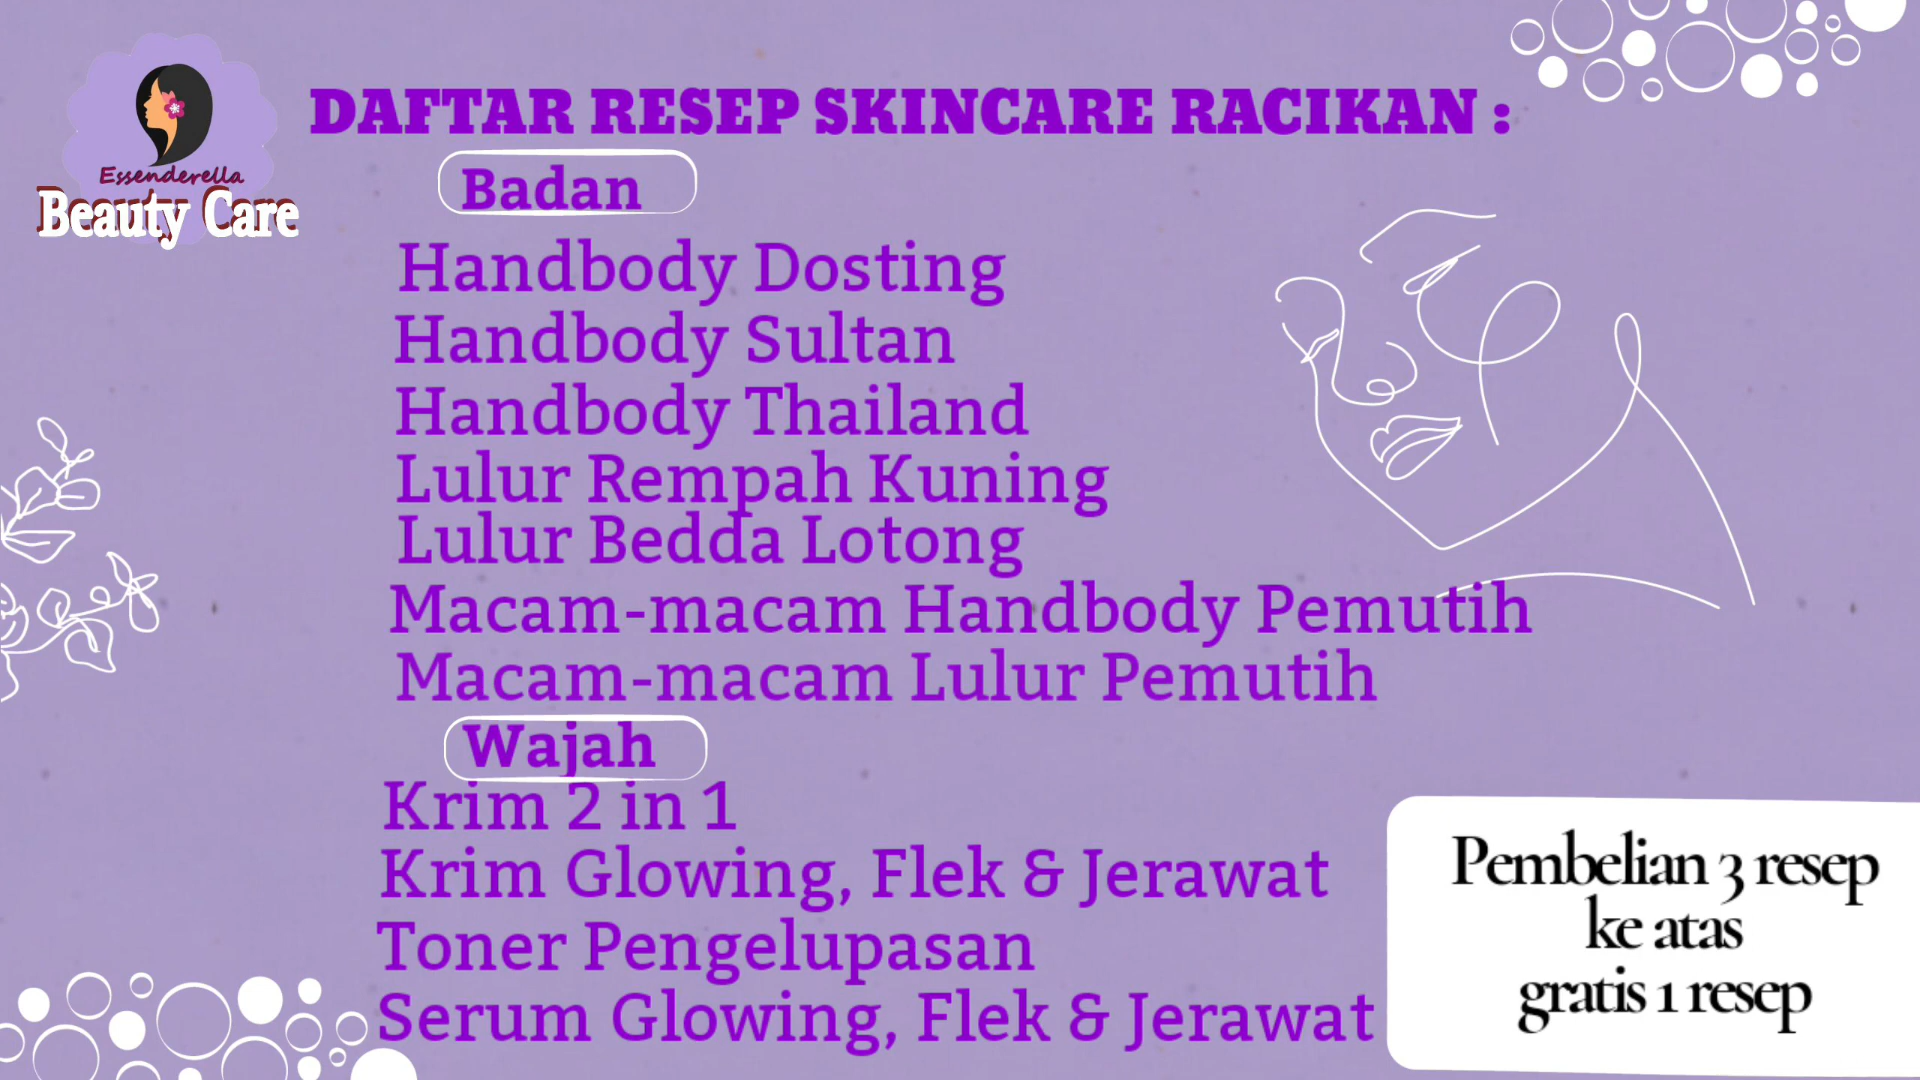 Essenderella
Beauty Care
DAFTAR RESEP SKINCARE RACIKAN :
Badan
Handbody Dosting
Handbody Sultan
Handbody Thailand
Lulur Rempah Kuning
Lulur Bedda Lotong
Macam-macam Handbody Pemutih
Macam-macam Lulur Pemutih
Wajah
Krim 2 in 1
Krim Glowing, Flek & Jerawat
Toner Pengelupasan
Serum Glowing, Flek & Jerawat
Pembelian 3 resep
ke atas
gratis 1 resep